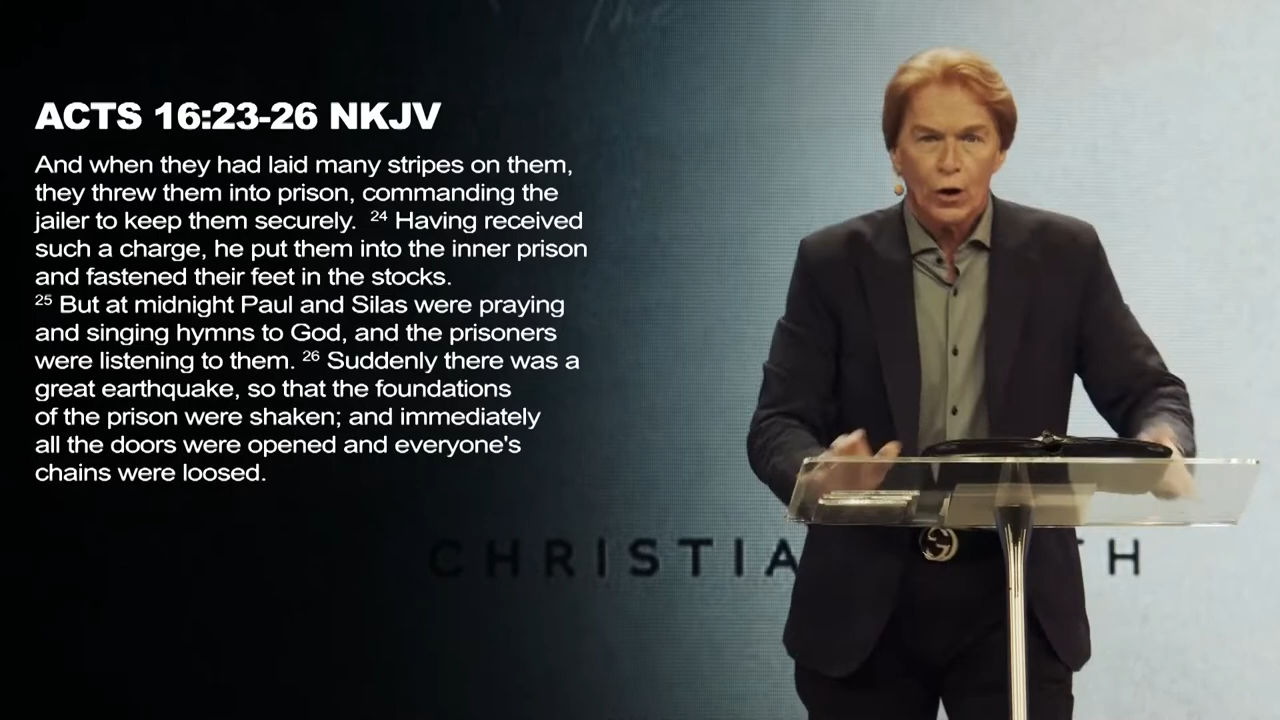 ACTS 16:23-26 NKJV
And when they had laid many stripes on them,
they threw them into prison, commanding the
jailer to keep them securely. 24 Having received
such a charge, he put them into the inner prison
and fastened their feet in the stocks.
25 But at midnight Paul and Silas were praying
and singing hymns to God, and the prisoners
were listening to them. 26 Suddenly there was a
great earthquake, so that the foundations
of the prison were shaken; and immediately
all the doors were opened and everyone's
chains were loosed.